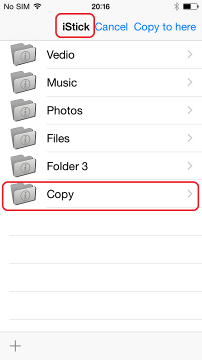 No SIM 20:16
iStick Cancel Copy to here
Vedio
Music
Photos
Files
Folder 3
Copy